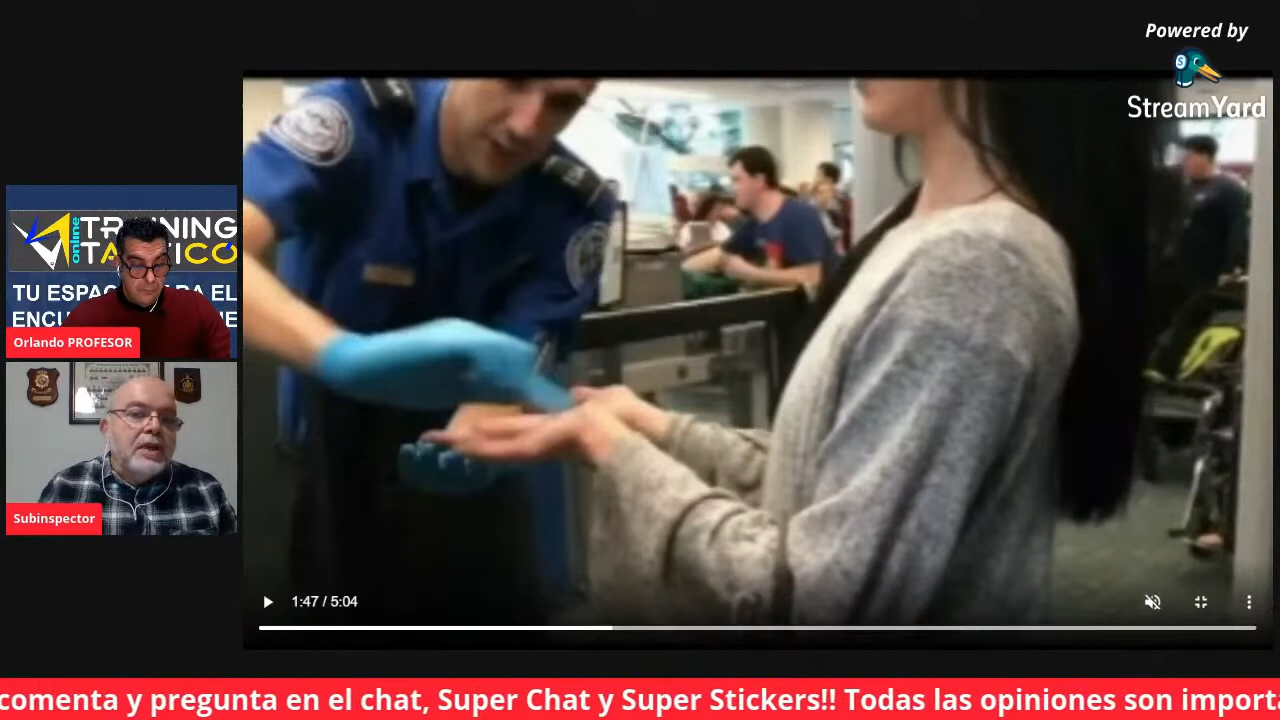 Powered by
StreamYard
online
TU ESPAC
ENCU
Orlando PROFESOR
Subinspector
1:47 / 5:04
comenta y pregunta en el chat, Super Chat y Super Stickers!! Todas las opiniones son importa